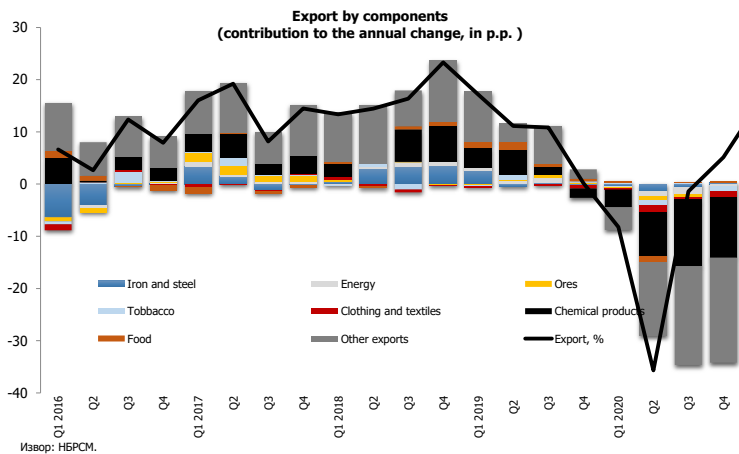 Export by components
(contribution to the annual change, in p.p. )
30
20
10
0
-10
-20
-30
-40
Iron and steel
Energy
Ores
Tobbacco
Clothing and textiles
Chemical products
Food
Other exports
Export, %
Q1 2016
Q2
Q3
Q4
Q1 2017
Q2
Q3
Q4
Q1 2018
Q2
Q3
Q4
Q1 2019
Q2
Q3
Q4
Q1 2020
Q2
Q3
Q4
Извор: НБРСМ.